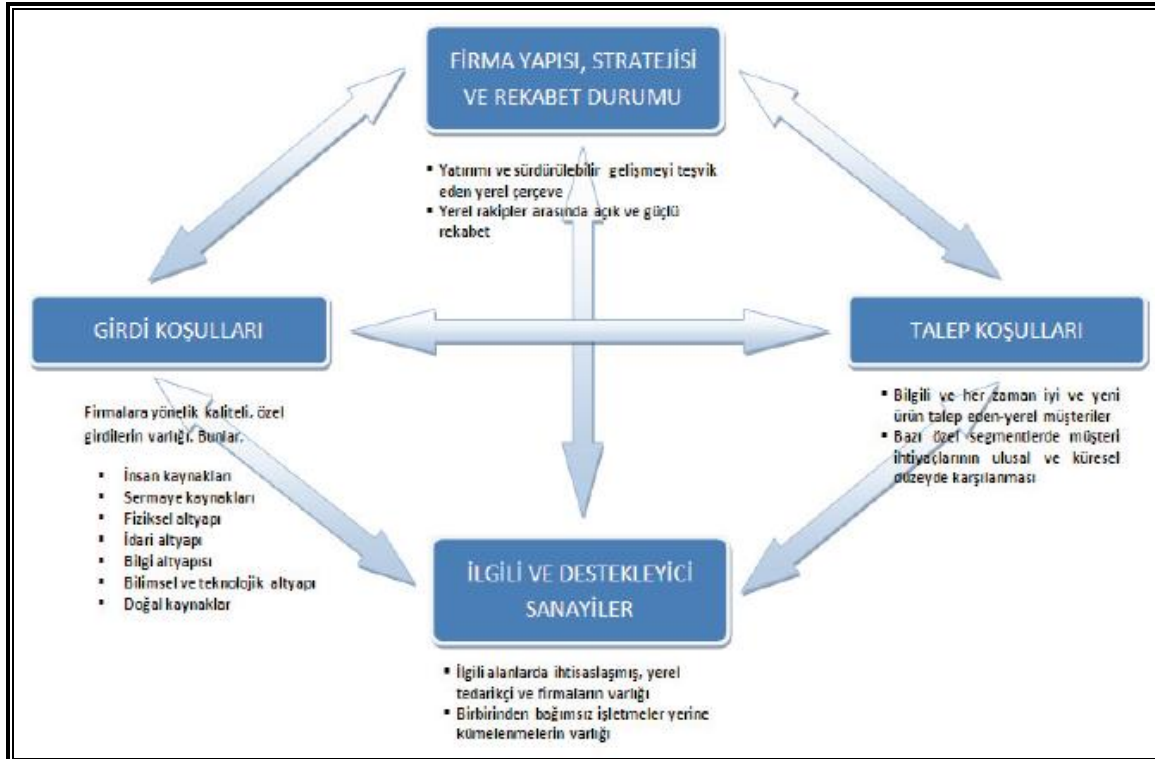 FİRMA YAPISI, STRATEJİSİ
VE REKABET DURUMU
▪ Yatırımı ve sürdürülebilir gelişmeyi teşvik
eden yerel çerçeve
▪ Yerel rakipler arasında açık ve güçlü
rekabet
GİRDİ KOŞULLARI
Firmalara yönelik kaliteli, özel
girdilerin varlığı. Bunlar,
▪ İnsan kaynakları
▪ Sermaye kaynakları
▪ Fiziksel altyapı
▪ İdari altyapı
▪ Bilgi altyapısı
▪ Bilimsel ve teknolojik altyapı
▪ Doğal kaynaklar
TALEP KOŞULLARI
▪ Bilgili ve her zaman iyi ve yeni
ürün talep eden-yerel müşteriler
▪ Bazı özel segmentlerde müşteri
ihtiyaçlarının ulusal ve küresel
düzeyde karşılanması
İLGİLİ VE DESTEKLEYİCİ
SANAYİLER
▪ İlgili alanlarda ihtisaslaşmış, yerel
tedarikçi ve firmaların varlığı
▪ Birbirinden bağımsız işletmeler yerine
kümelenmelerin varlığı